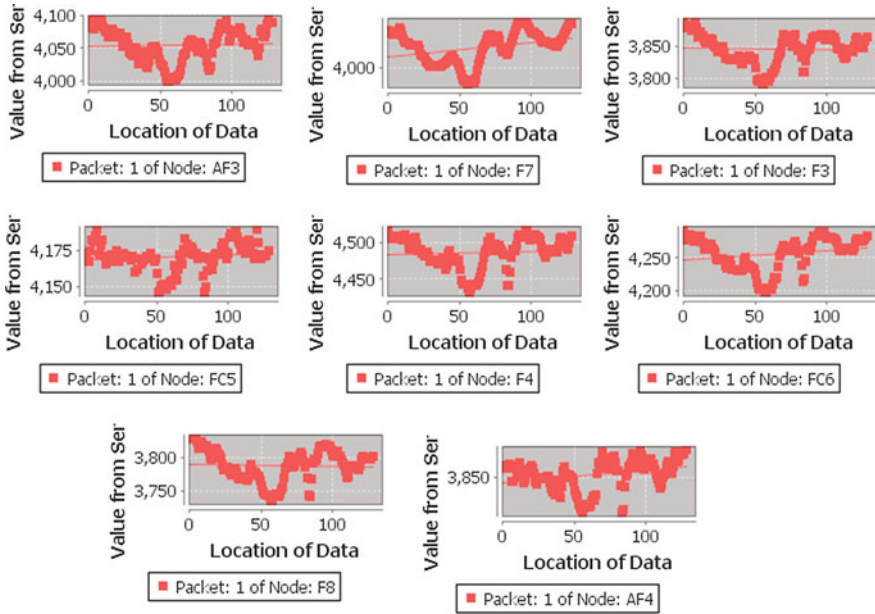 4,100
4,050
4,000
0 50 100
Value from Ser
Location of Data
Packet: 1 of Node: AF3
4,000
0 50 100
Value from Ser
Location of Data
Packet: 1 of Node: F7
3,850
3,800
0 50 100
Value from Ser
Location of Data
Packet: 1 of Node: F3
4,175
4,150
0 50 100
Value from Ser
Location of Data
Packet: 1 of Node: FC5
4,500
4,450
0 50 100
Value from Ser
Location of Data
Packet: 1 of Node: F4
4,250
4,200
0 50 100
Value from Ser
Location of Data
Packet: 1 of Node: FC6
3,800
3,750
0 50 100
Value from Ser
Location of Data
Packet: 1 of Node: F8
3,850
0 50 100
Value from Ser
Location of Data
Packet: 1 of Node: AF4